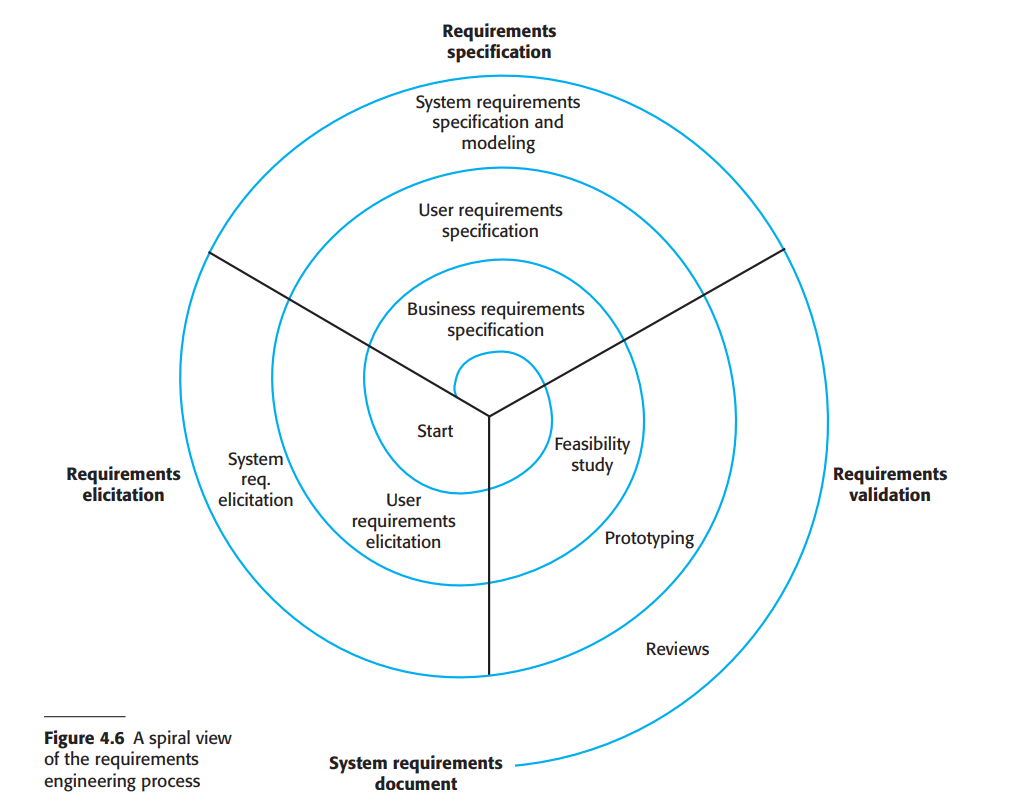 Requirements
specification
System requirements
specification and
modeling
User requirements
specification
Business requirements
specification
Start
Feasibility
study
System
req.
elicitation
Requirements
elicitation
Requirements
validation
User
requirements
elicitation
Prototyping
Reviews
Figure 4.6 A spiral view
of the requirements
engineering process
System requirements
document